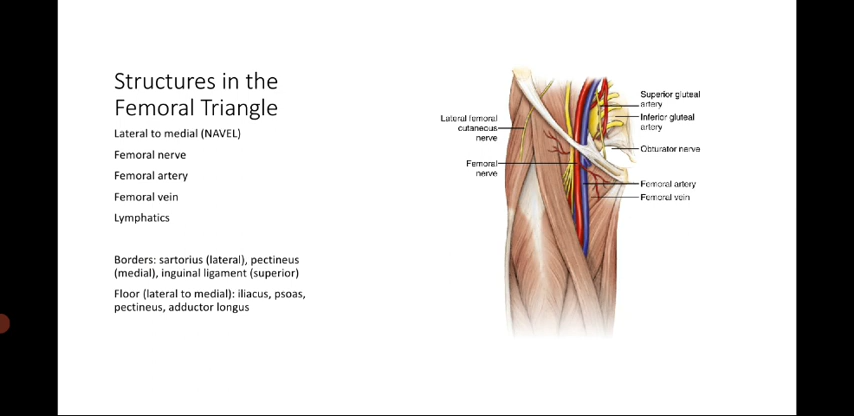 Structures in the
Femoral Triangle
Lateral to medial (NAVEL)
Femoral nerve
Femoral artery
Femoral vein
Lymphatics
Borders: sartorius (lateral), pectineus
(medial), inguinal ligament (superior)
Floor (lateral to medial): iliacus, psoas,
pectineus, adductor longus
Lateral femoral
cutaneous
nerve
Femoral
nerve
Superior gluteal
artery
Inferior gluteal
artery
Obturator nerve
Femoral artery
Femoral vein